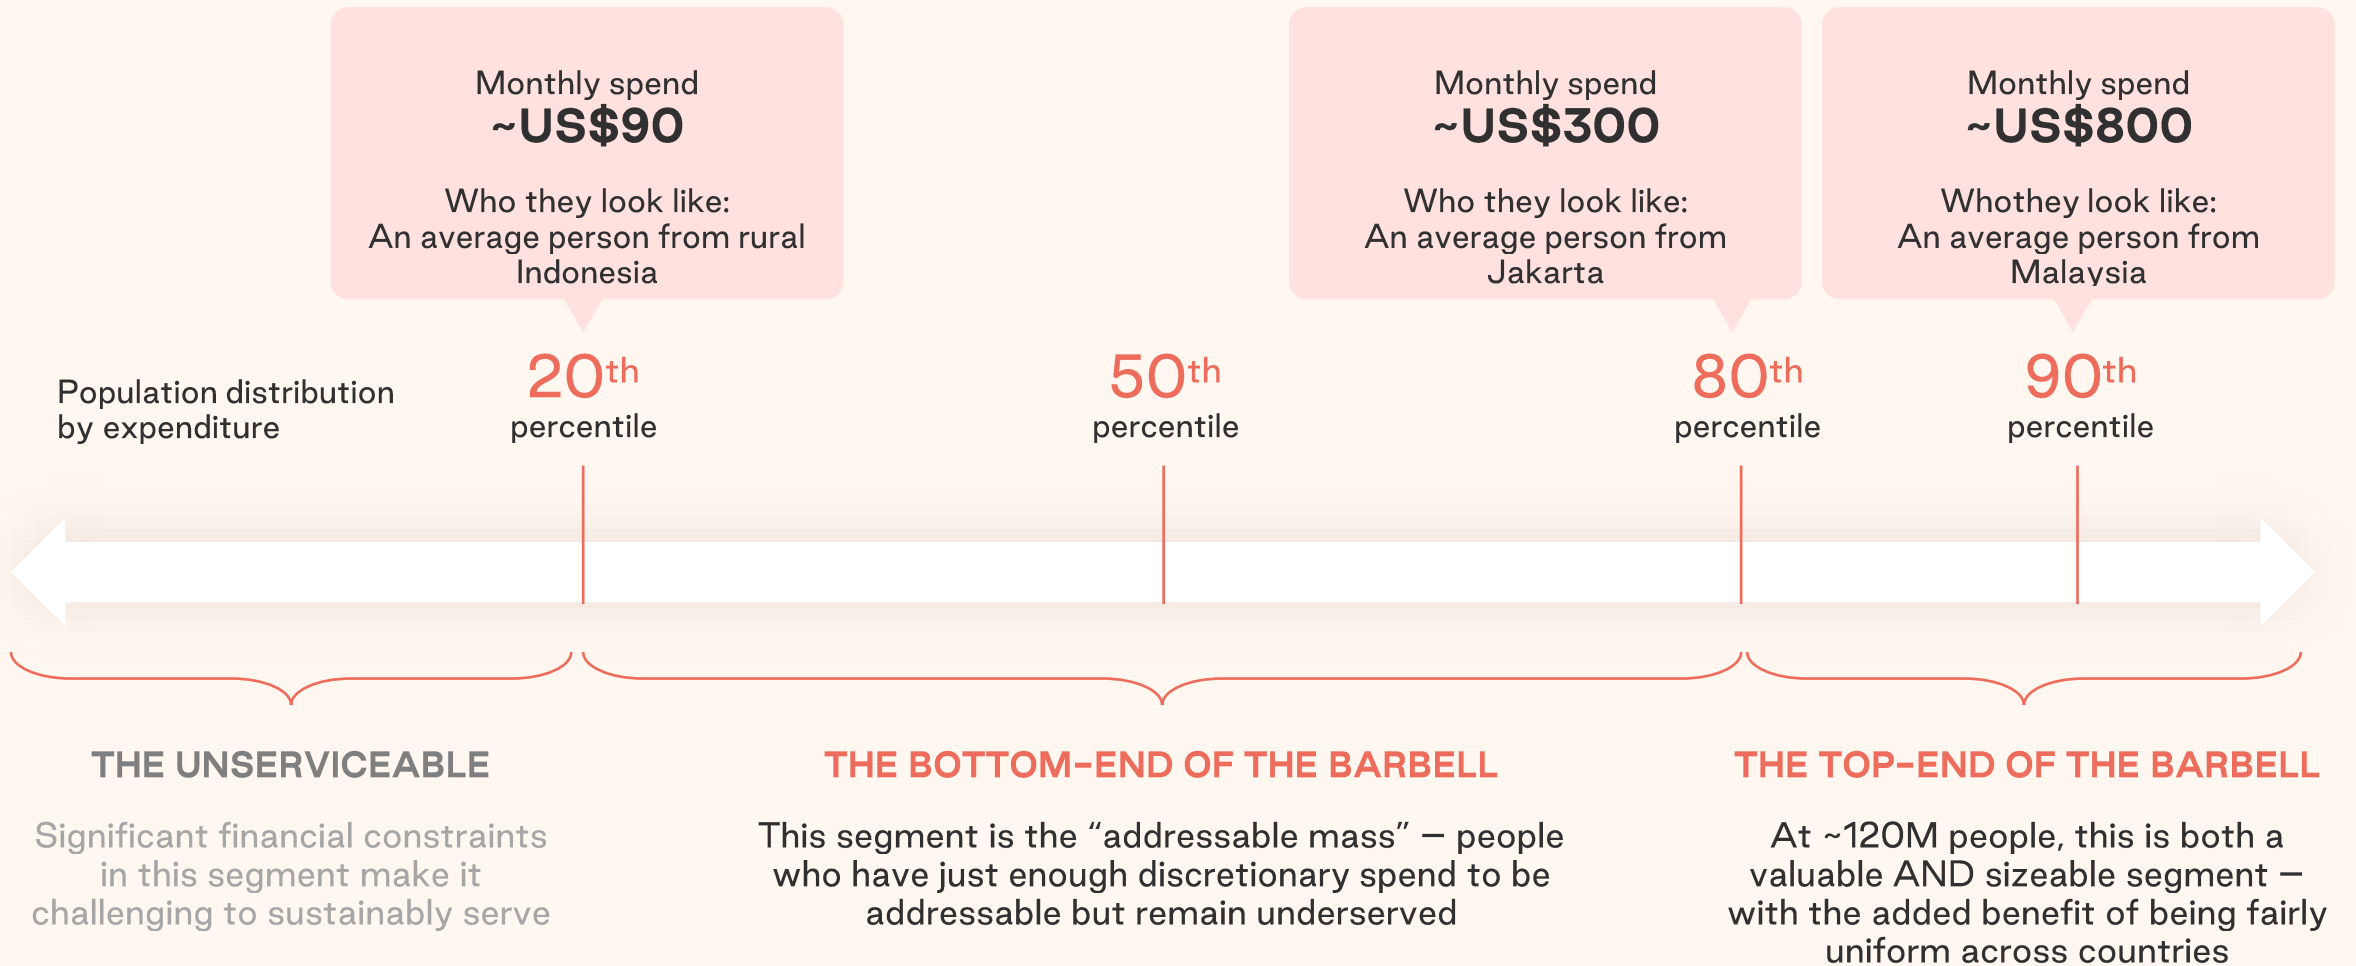 Monthly spend
~US$90
Who they look like:
An average person from rural
Indonesia
Monthly spend
~US$300
Who they look like:
An average person from
Jakarta
Monthly spend
~US$800
Whothey look like:
An average person from
Malaysia
Population distribution
by expenditure
20th
percentile
50th
percentile
80th
percentile
90th
percentile
THE UNSERVICEABLE
Significant financial constraints
in this segment make it
challenging to sustainably serve
THE BOTTOM-END OF THE BARBELL
This segment is the “addressable mass” – people
who have just enough discretionary spend to be
addressable but remain underserved
THE TOP-END OF THE BARBELL
At ~120M people, this is both a
valuable AND sizeable segment –
with the added benefit of being fairly
uniform across countries